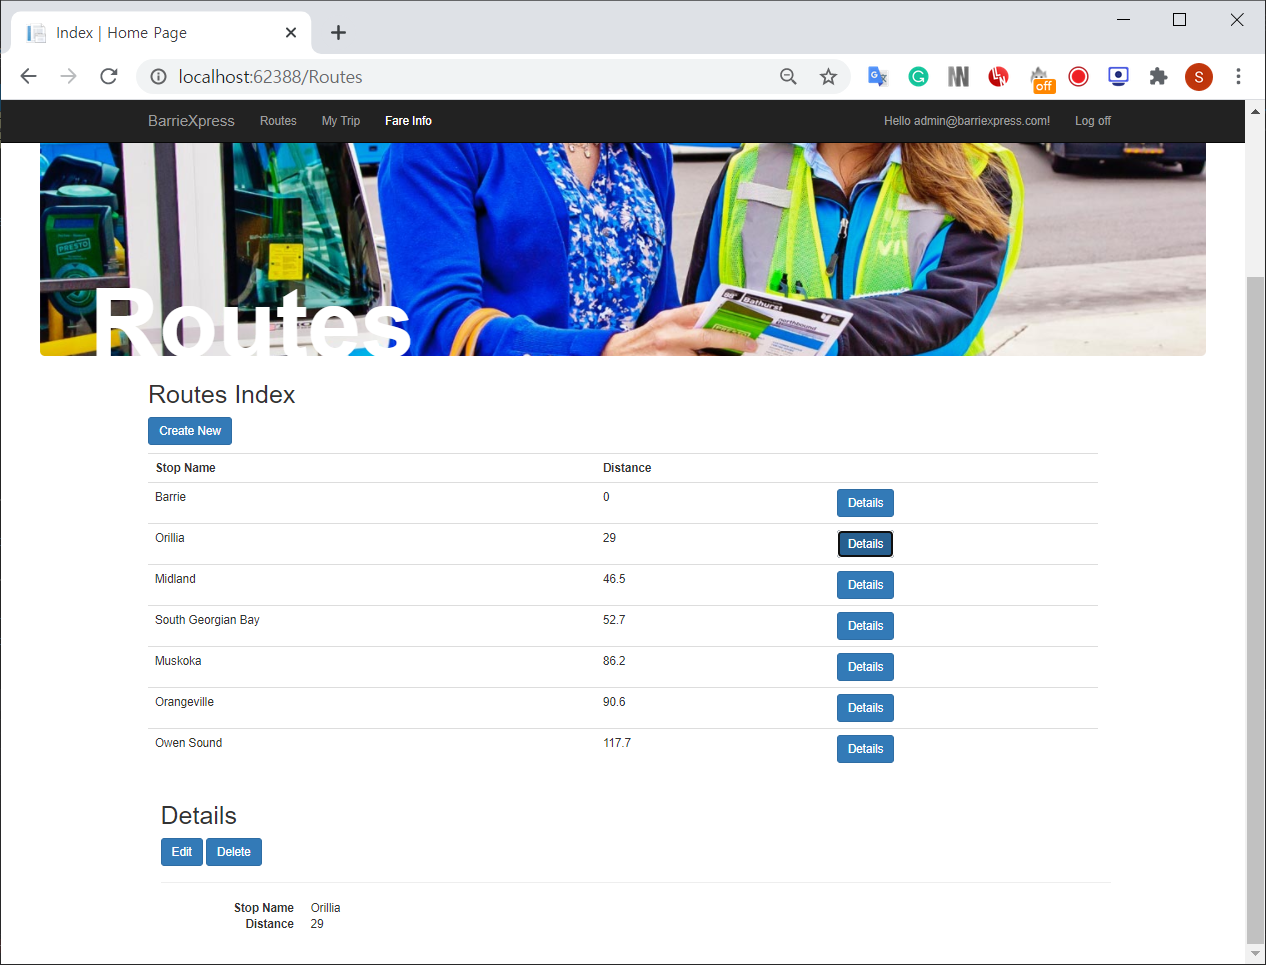 Index | Home Page
localhost:62388/Routes
off
S
BarrieXpress Routes My Trip Fare Info Hello admin@barriexpress.com! Log off
PRESTO
VIV
Bathurst
northbound
Routes
Routes Index
Create New
Stop Name Distance
Barrie 0 Details
Orillia 29 Details
Midland 46.5 Details
South Georgian Bay 52.7 Details
Muskoka 86.2 Details
Orangeville 90.6 Details
Owen Sound 117.7 Details
Details
Edit Delete
Stop Name Orillia
Distance 29